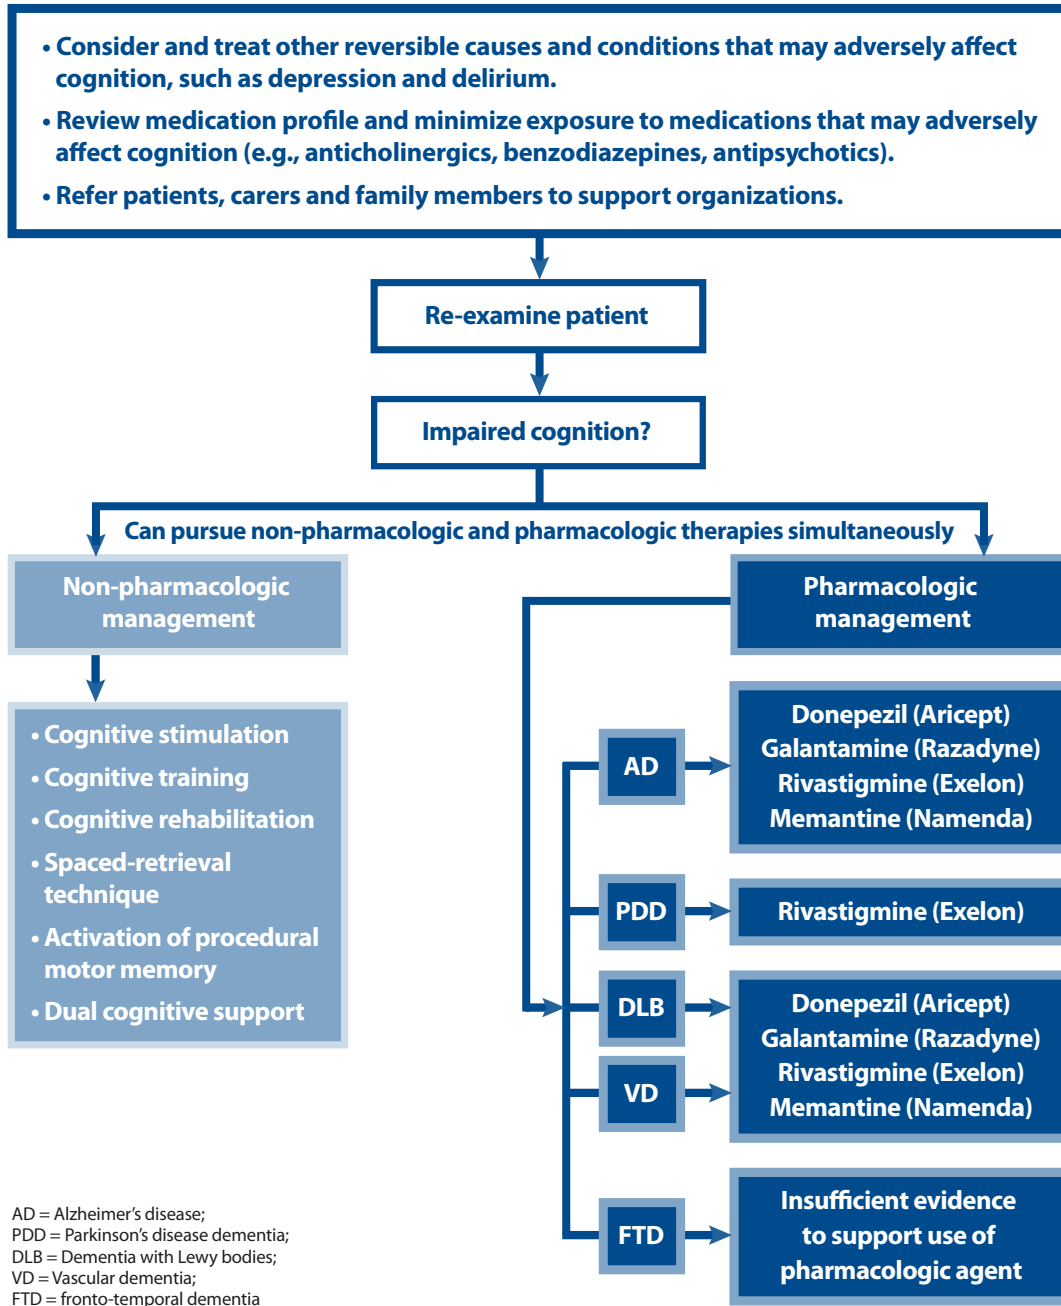 • Consider and treat other reversible causes and conditions that may adversely affect
cognition, such as depression and delirium.
• Review medication profile and minimize exposure to medications that may adversely
affect cognition (e.g., anticholinergics, benzodiazepines, antipsychotics).
• Refer patients, carers and family members to support organizations.
Re-examine patient
Impaired cognition?
Can pursue non-pharmacologic and pharmacologic therapies simultaneously
Non-pharmacologic
management
• Cognitive stimulation
• Cognitive training
• Cognitive rehabilitation
• Spaced-retrieval
technique
• Activation of procedural
motor memory
• Dual cognitive support
Pharmacologic
management
AD
Donepezil (Aricept)
Galantamine (Razadyne)
Rivastigmine (Exelon)
Memantine (Namenda)
PDD
Rivastigmine (Exelon)
DLB
VD
Donepezil (Aricept)
Galantamine (Razadyne)
Rivastigmine (Exelon)
Memantine (Namenda)
FTD
Insufficient evidence
to support use of
pharmacologic agent
AD = Alzheimer's disease;
PDD = Parkinson's disease dementia;
DLB = Dementia with Lewy bodies;
VD = Vascular dementia;
FTD = fronto-temporal dementia